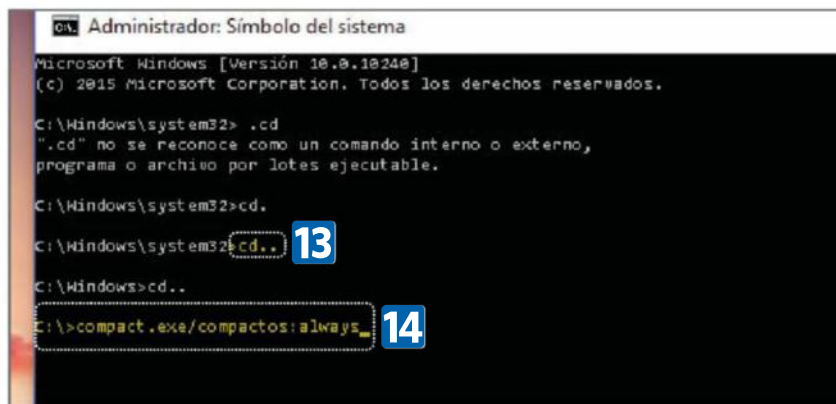 Administrador: Símbolo del sistema
Microsoft Windows [Versión 10.0.10240]
(c) 2015 Microsoft Corporation. Todos los derechos reservados.
C:\Windows\system32> .cd
".cd" no se reconoce como un comando interno o externo,
programa o archivo por lotes ejecutable.
C:\Windows\system32>cd.
C:\Windows\system32>cd.. 13
C:\Windows>cd..
C:\>compact.exe/compactos:always_ 14